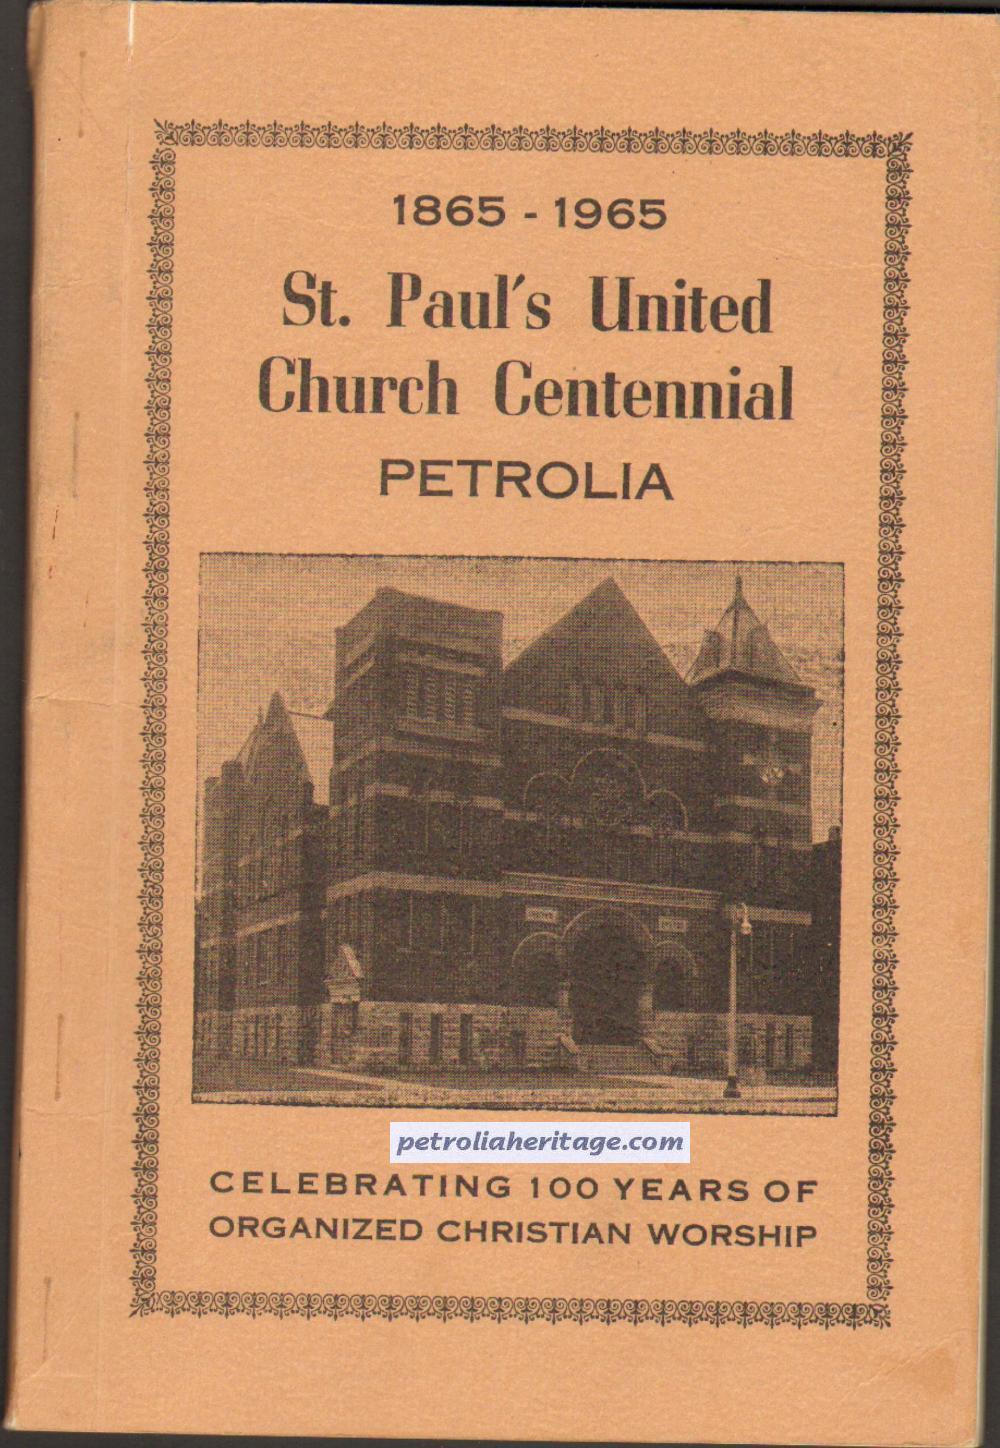 1865 - 1965
St. Paul's United
Church Centennial
PETROLIA
petroliaheritage.com
CELEBRATING 100 YEARS OF
ORGANIZED CHRISTIAN WORSHIP